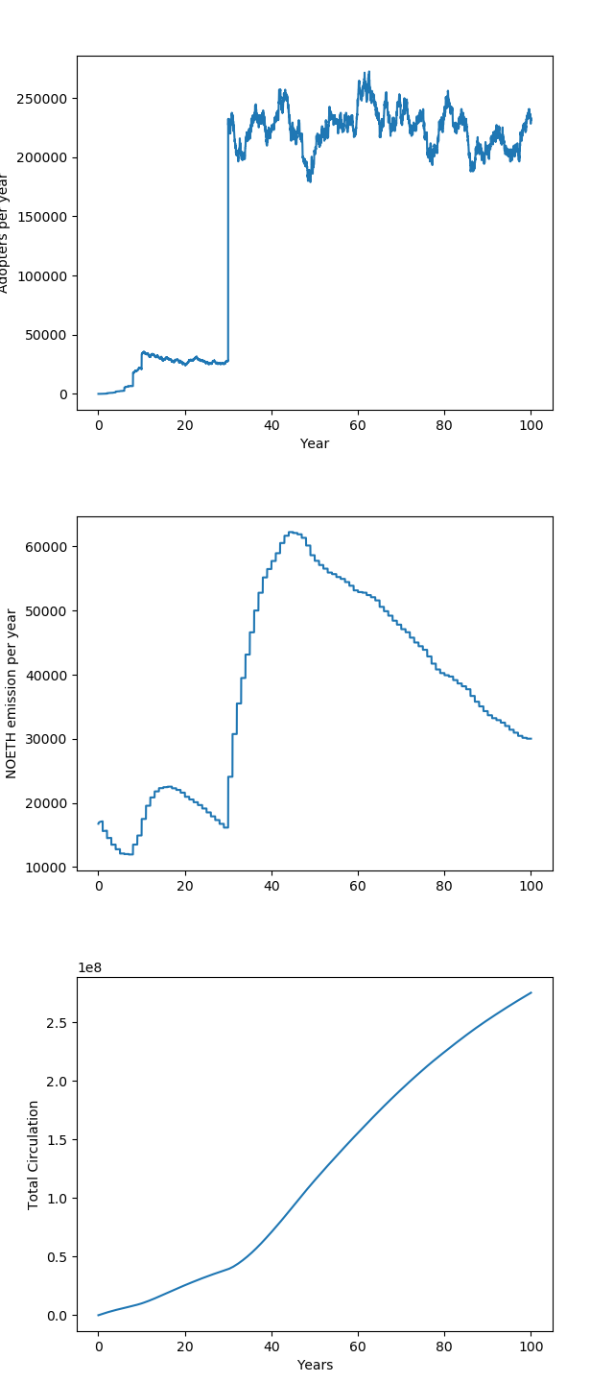 250000
200000
150000
100000
50000
0
Adopters per year
0 20 40 60 80 100
Year
60000
50000
40000
30000
20000
10000
NOETH emission per year
0 20 40 60 80 100
1e8
2.5
2.0
1.5
1.0
0.5
0.0
Total Circulation
0 20 40 60 80 100
Years